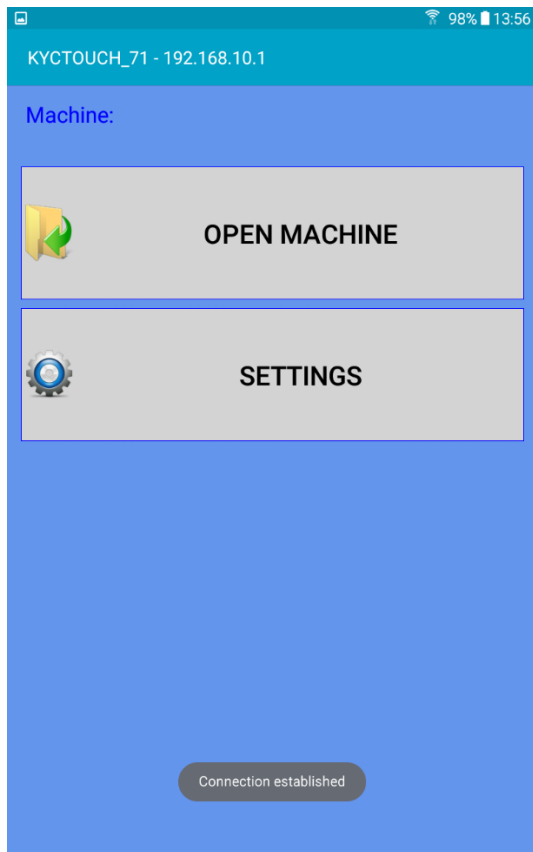 98% 13:56
KYCTOUCH_71 - 192.168.10.1
Machine:
OPEN MACHINE
SETTINGS
Connection established